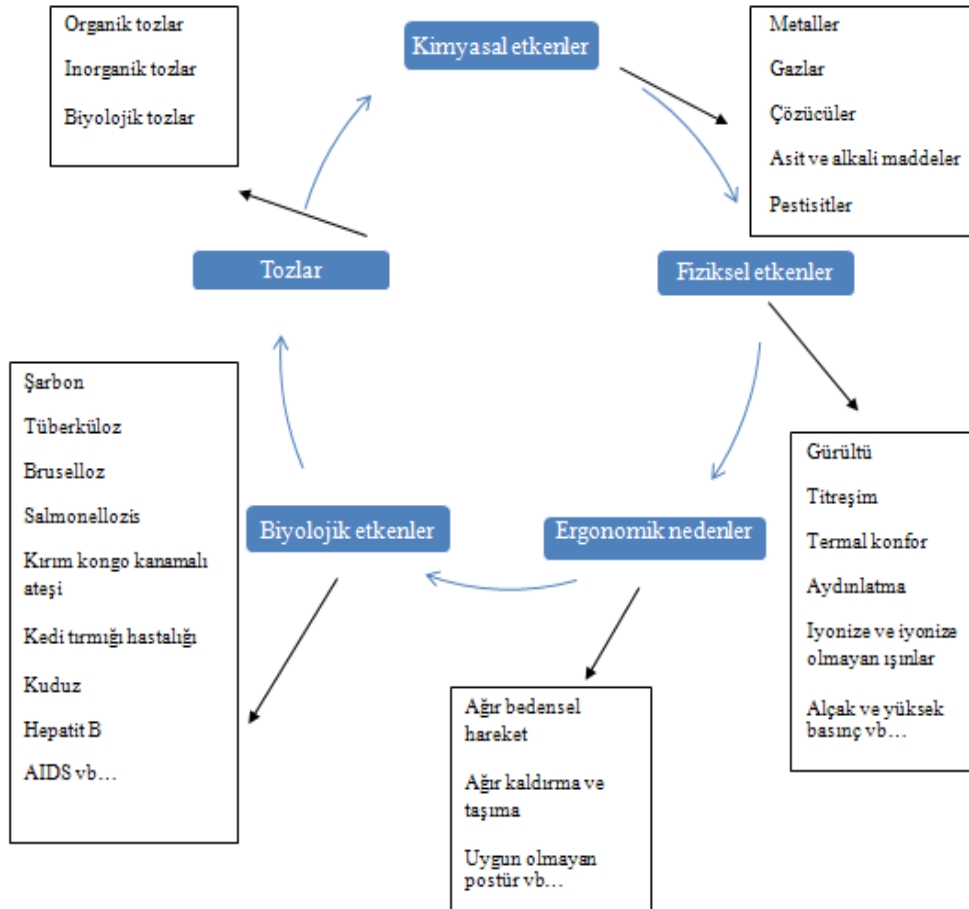 Kimyasal etkenler
Metaller
Gazlar
Çözücüler
Asit ve alkali maddeler
Pestisitler
Fiziksel etkenler
Gürültü
Titreşim
Termal konfor
Aydınlatma
Iyonize ve iyonize
olmayan ışınlar
Alçak ve yüksek
basınç vb...
Ergonomik nedenler
Ağır bedensel
hareket
Ağır kaldırma ve
taşıma
Uygun olmayan
postür vb...
Biyolojik etkenler
Şarbon
Tüberküloz
Bruselloz
Salmonellozis
Kırım kongo kanamalı
ateşi
Kedi tırmığı hastalığı
Kuduz
Hepatit B
AIDS vb...
Tozlar
Organik tozlar
Inorganik tozlar
Biyolojik tozlar